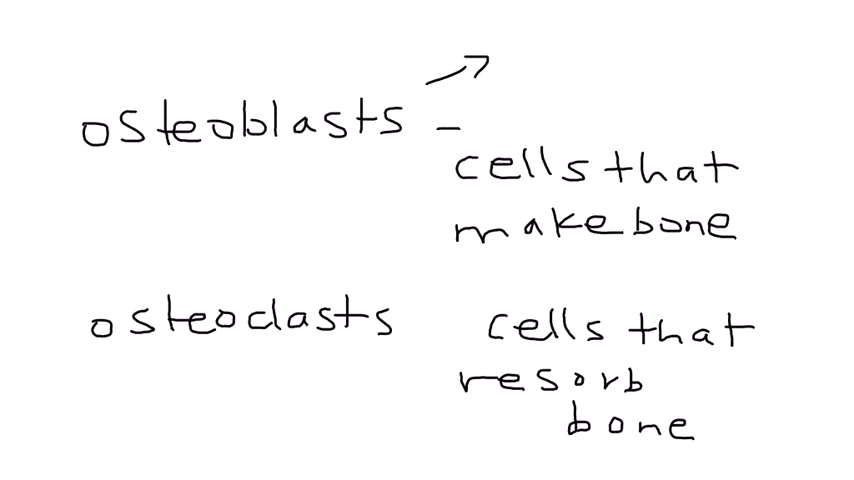 osteoblasts -
cells that
make bone
osteoclasts cells that
resorb
bone